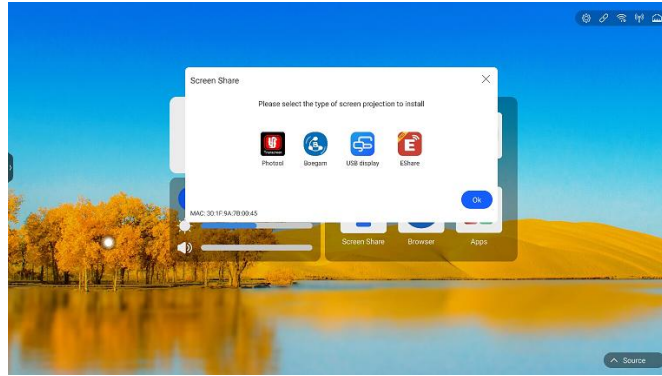 Screen Share
Please select the type of screen projection to install
Photool
Boegam
USB display
EShare
Ok
MAC: 30:1F:9A:7B:00:45
Screen Share
Browser
Apps
Source